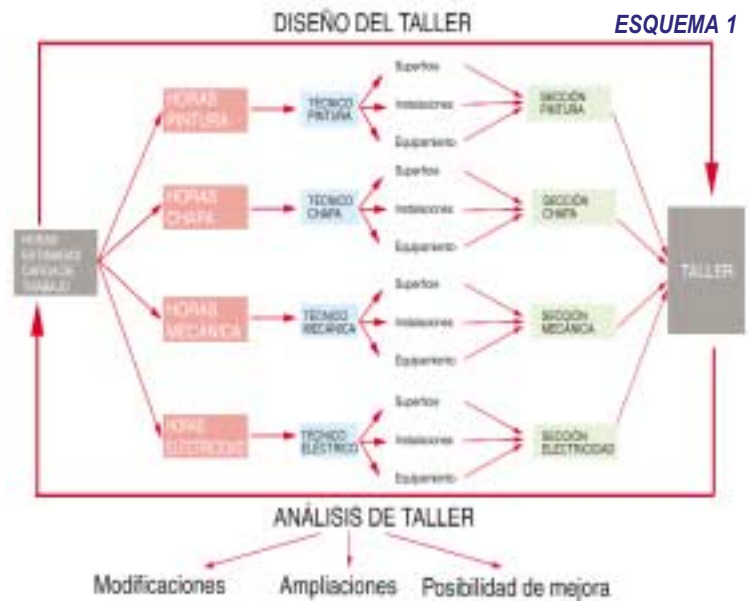 DISEÑO DEL TALLER
ESQUEMA 1
HORAS
PINTURA
TÉCNICO
PINTURA
Superficie
Instalaciones
Equipamiento
SECCIÓN
PINTURA
HORAS
CHAPA
TÉCNICO
CHAPA
Superficie
Instalaciones
Equipamiento
SECCIÓN
CHAPA
HORAS
ESTIMADAS
CARGA DE
TRABAJO
TALLER
HORAS
MECÁNICA
TÉCNICO
MECÁNICA
Superficie
Instalaciones
Equipamiento
SECCIÓN
MECÁNICA
HORAS
ELECTRICIDAD
TÉCNICO
ELÉCTRICO
Superficie
Instalaciones
Equipamiento
SECCIÓN
ELECTRICIDAD
ANÁLISIS DE TALLER
Modificaciones
Ampliaciones
Posibilidad de mejora